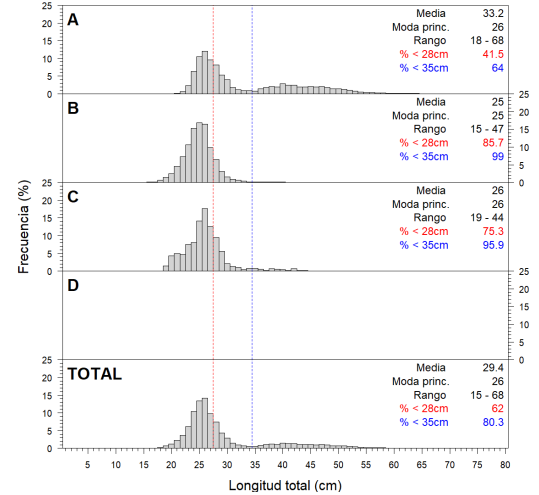 A
Media 33.2
Moda princ. 26
Rango 18 - 68
% < 28cm 41.5
% < 35cm 64
25
20
15
10
5
0
B
Media 25
Moda princ. 25
Rango 15 - 47
% < 28cm 85.7
% < 35cm 99
25
20
15
10
5
0
C
Media 26
Moda princ. 26
Rango 19 - 44
% < 28cm 75.3
% < 35cm 95.9
25
20
15
10
5
0
D
25
20
15
10
5
0
TOTAL
Media 29.4
Moda princ. 26
Rango 15 - 68
% < 28cm 62
% < 35cm 80.3
25
20
15
10
5
0
Frecuencia (%)
5 10 15 20 25 30 35 40 45 50 55 60 65 70 75 80
Longitud total (cm)